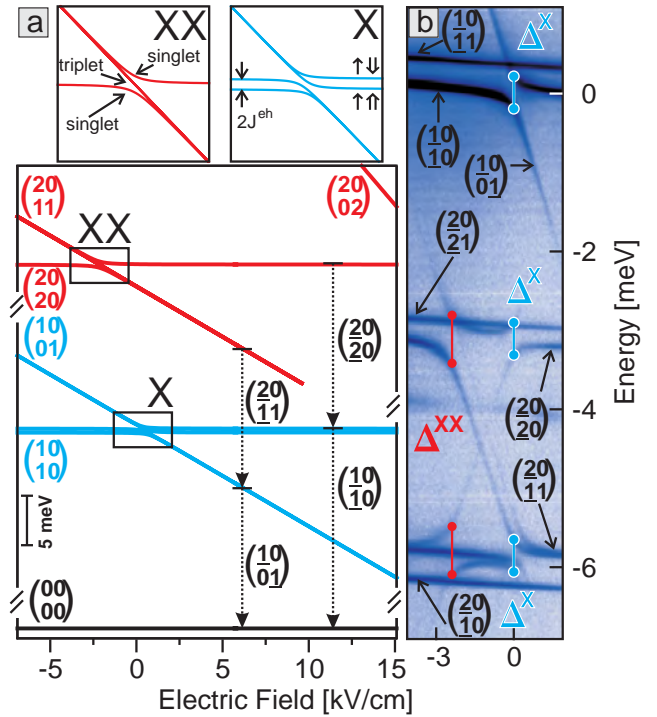 a
XX
singlet
triplet
singlet
X
2J^eh
↑⇓
↑⇑
(20
11)
XX
(20
02)
(20
20)
(10
01)
X
(10
10)
(20
20)
(20
11)
(10
10)
(10
01)
5 meV
(00
00)
-5 0 5 10 15
Electric Field [kV/cm]
b
(10
11)
Δ^X
(10
10)
(10
01)
(20
21)
Δ^X
Δ^XX
(20
20)
(20
11)
(20
10)
Δ^X
0
-2
-4
-6
Energy [meV]
-3 0